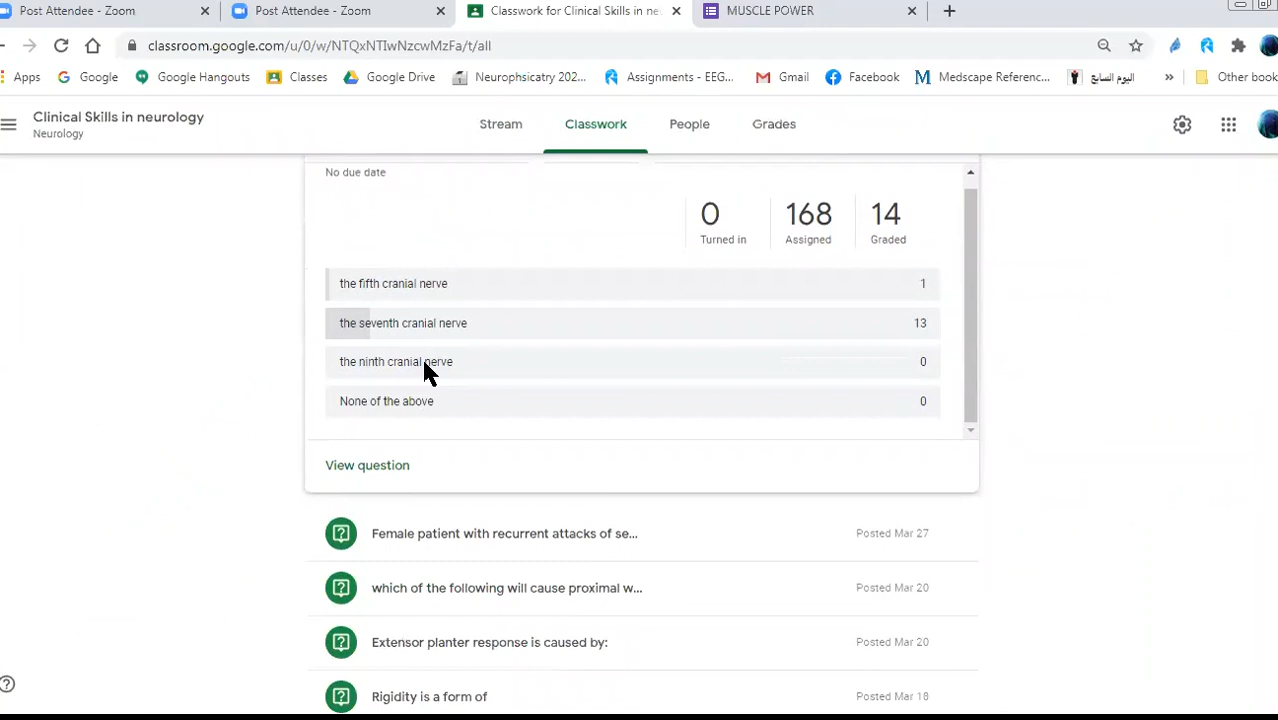 Post Attendee - Zoom
Post Attendee - Zoom
Classwork for Clinical Skills in ne
MUSCLE POWER
classroom.google.com/u/0/w/NTQxNTIwNzcwMzFa/t/all
Apps
Google
Google Hangouts
Classes
Google Drive
Neurophsicatry 202...
Assignments - EEG...
Gmail
Facebook
Medscape Referenc...
اليوم السابع
Other book
Clinical Skills in neurology
Neurology
Stream
Classwork
People
Grades
No due date
0
Turned in
168
Assigned
14
Graded
the fifth cranial nerve 1
the seventh cranial nerve 13
the ninth cranial nerve 0
None of the above 0
View question
Female patient with recurrent attacks of se... Posted Mar 27
which of the following will cause proximal w... Posted Mar 20
Extensor planter response is caused by: Posted Mar 20
Rigidity is a form of Posted Mar 18